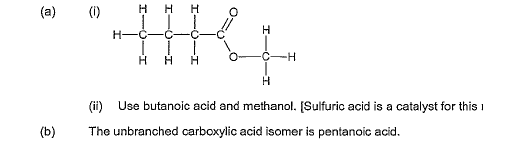 (a) (i)
H H H O
H–C–C–C–C H
H H H O–C–H
H
(ii) Use butanoic acid and methanol. [Sulfuric acid is a catalyst for this
(b) The unbranched carboxylic acid isomer is pentanoic acid.